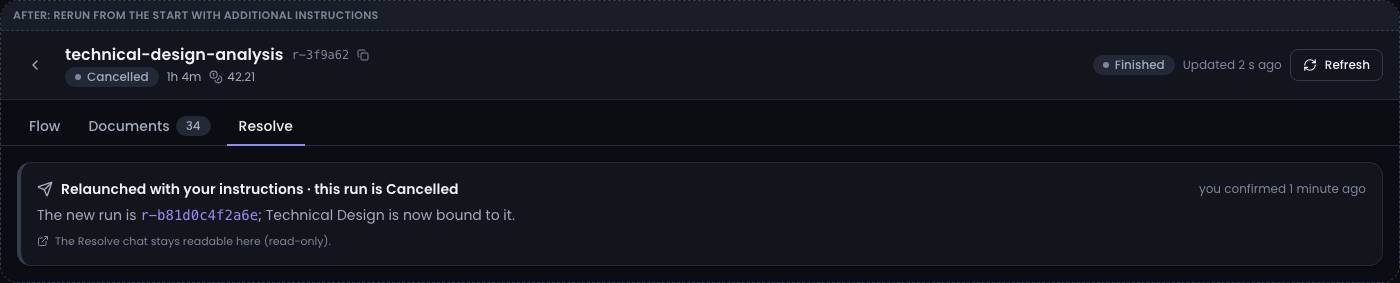 AFTER: RERUN FROM THE START WITH ADDITIONAL INSTRUCTIONS
technical-design-analysis r-3f9a62
Cancelled 1h 4m 42.21
Finished Updated 2 s ago Refresh
Flow Documents 34 Resolve
Relaunched with your instructions · this run is Cancelled you confirmed 1 minute ago
The new run is r-b81d0c4f2a6e; Technical Design is now bound to it.
The Resolve chat stays readable here (read-only).